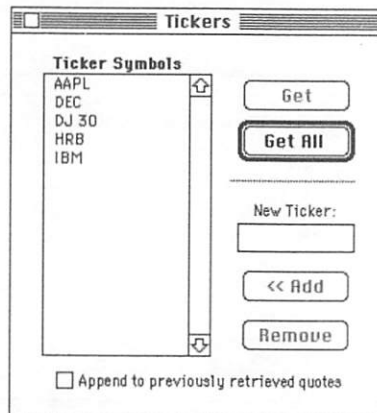 Tickers
Ticker Symbols
AAPL
DEC
DJ 30
HRB
IBM
Get
Get All
New Ticker:
<< Add
Remove
Append to previously retrieved quotes